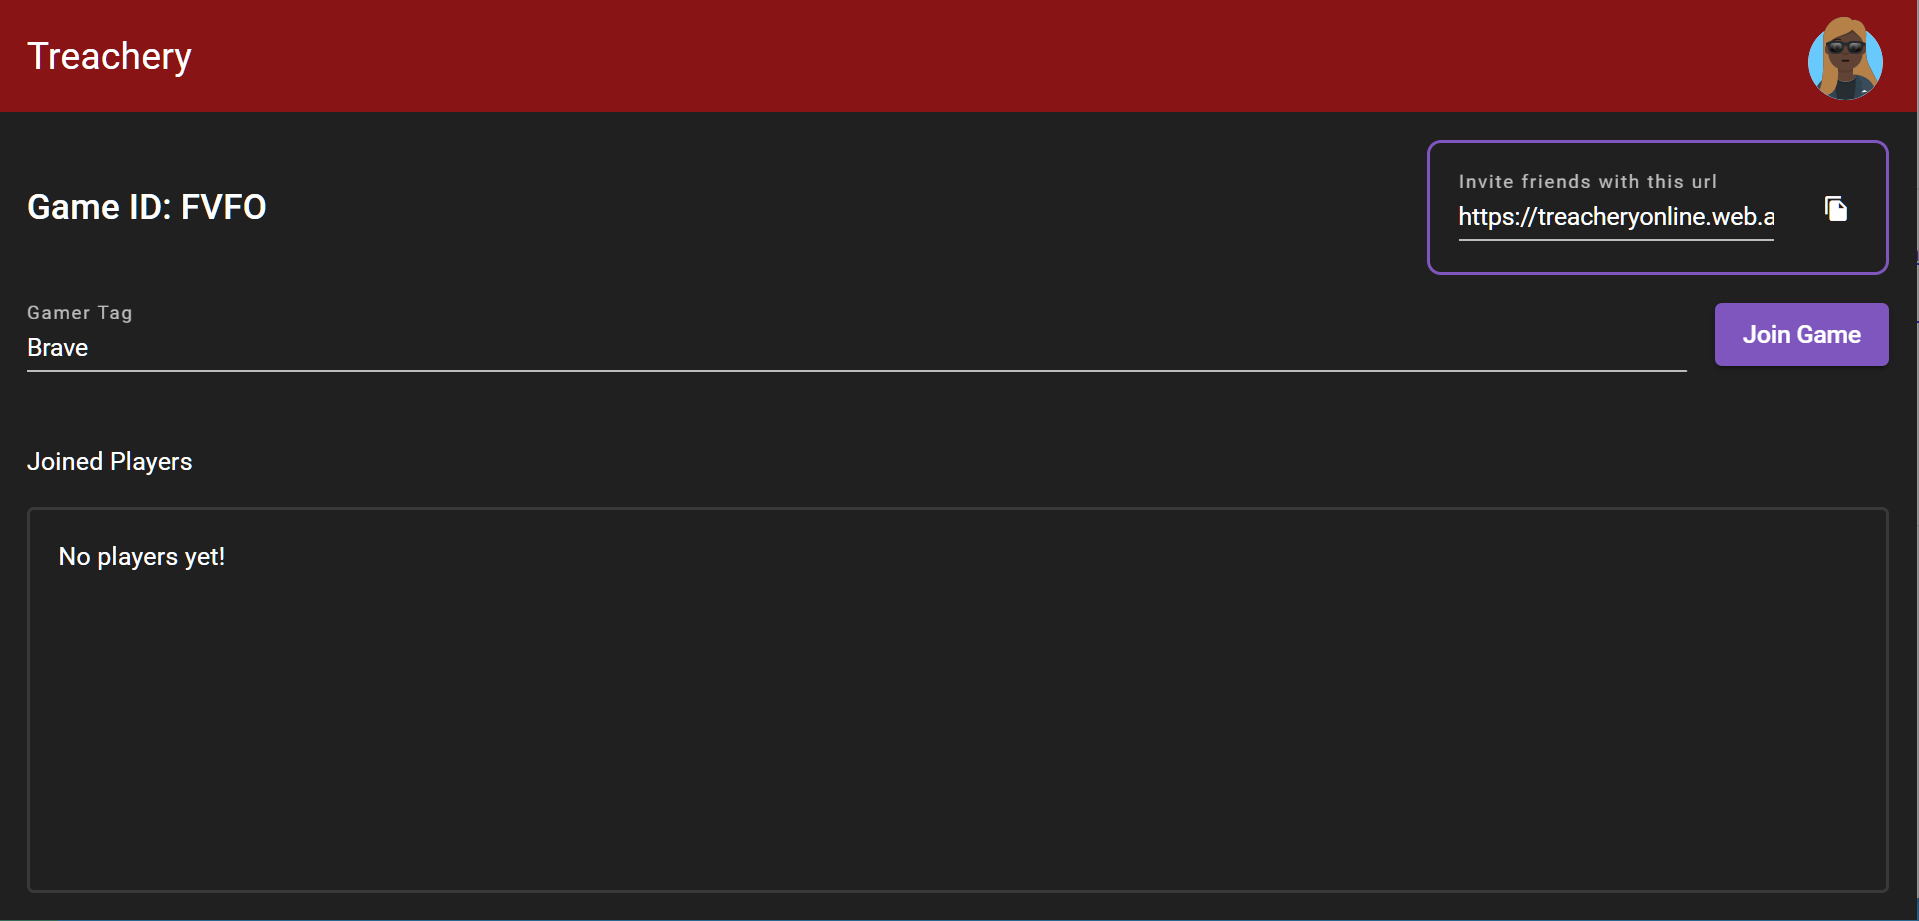 Treachery
Game ID: FVFO
Invite friends with this url
https://treacheryonline.web.a
Gamer Tag
Brave
Join Game
Joined Players
No players yet!